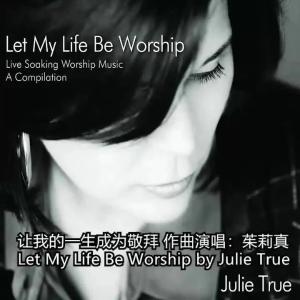 Let My Life Be Worship
Live Soaking Worship Music
A Compilation
让我的一生成为敬拜 作曲演唱：茱莉真
Let My Life Be Worship by Julie True
Julie True